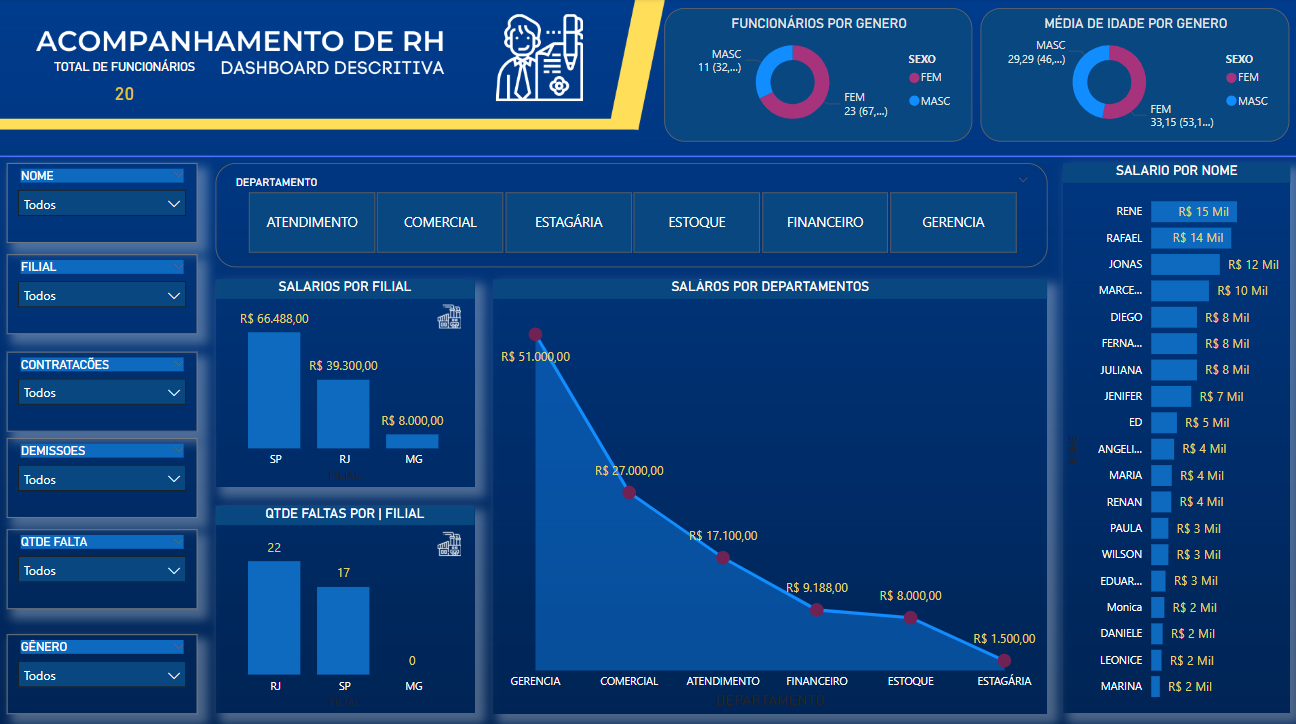 ACOMPANHAMENTO DE RH
TOTAL DE FUNCIONÁRIOS
DASHBOARD DESCRITIVA
20
FUNCIONÁRIOS POR GENERO
MASC
11 (32,...)
FEM
23 (67,...)
SEXO
FEM
MASC
MÉDIA DE IDADE POR GENERO
MASC
29,29 (46,...)
FEM
33,15 (53,1...)
SEXO
FEM
MASC
NOME
Todos
FILIAL
Todos
CONTRATACÕES
Todos
DEMISSOES
Todos
QTDE FALTA
Todos
GÊNERO
Todos
DEPARTAMENTO
ATENDIMENTO
COMERCIAL
ESTAGÁRIA
ESTOQUE
FINANCEIRO
GERENCIA
SALARIOS POR FILIAL
R$ 66.488,00
R$ 39.300,00
R$ 8.000,00
SP
RJ
MG
QTDE FALTAS POR | FILIAL
22
17
0
RJ
SP
MG
SALÁROS POR DEPARTAMENTOS
R$ 51.000,00
R$ 27.000,00
R$ 17.100,00
R$ 9.188,00
R$ 8.000,00
R$ 1.500,00
GERENCIA
COMERCIAL
ATENDIMENTO
FINANCEIRO
ESTOQUE
ESTAGÁRIA
DEPARTAMENTO
SALARIO POR NOME
RENE R$ 15 Mil
RAFAEL R$ 14 Mil
JONAS R$ 12 Mil
MARCE... R$ 10 Mil
DIEGO R$ 8 Mil
FERNA... R$ 8 Mil
JULIANA R$ 8 Mil
JENIFER R$ 7 Mil
ED R$ 5 Mil
ANGELI... R$ 4 Mil
MARIA R$ 4 Mil
RENAN R$ 4 Mil
PAULA R$ 3 Mil
WILSON R$ 3 Mil
EDUAR... R$ 3 Mil
Monica R$ 2 Mil
DANIELE R$ 2 Mil
LEONICE R$ 2 Mil
MARINA R$ 2 Mil